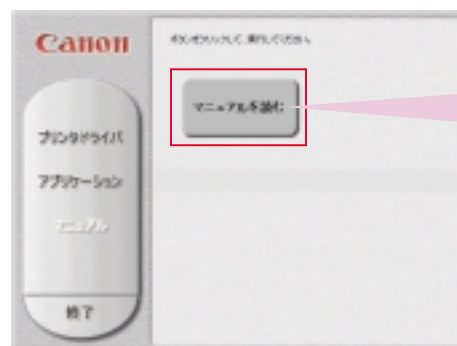 Canon
ボタンをクリックして、実行してください。
マニュアルを読む
プリンタドライバ
アプリケーション
マニュアル
終了